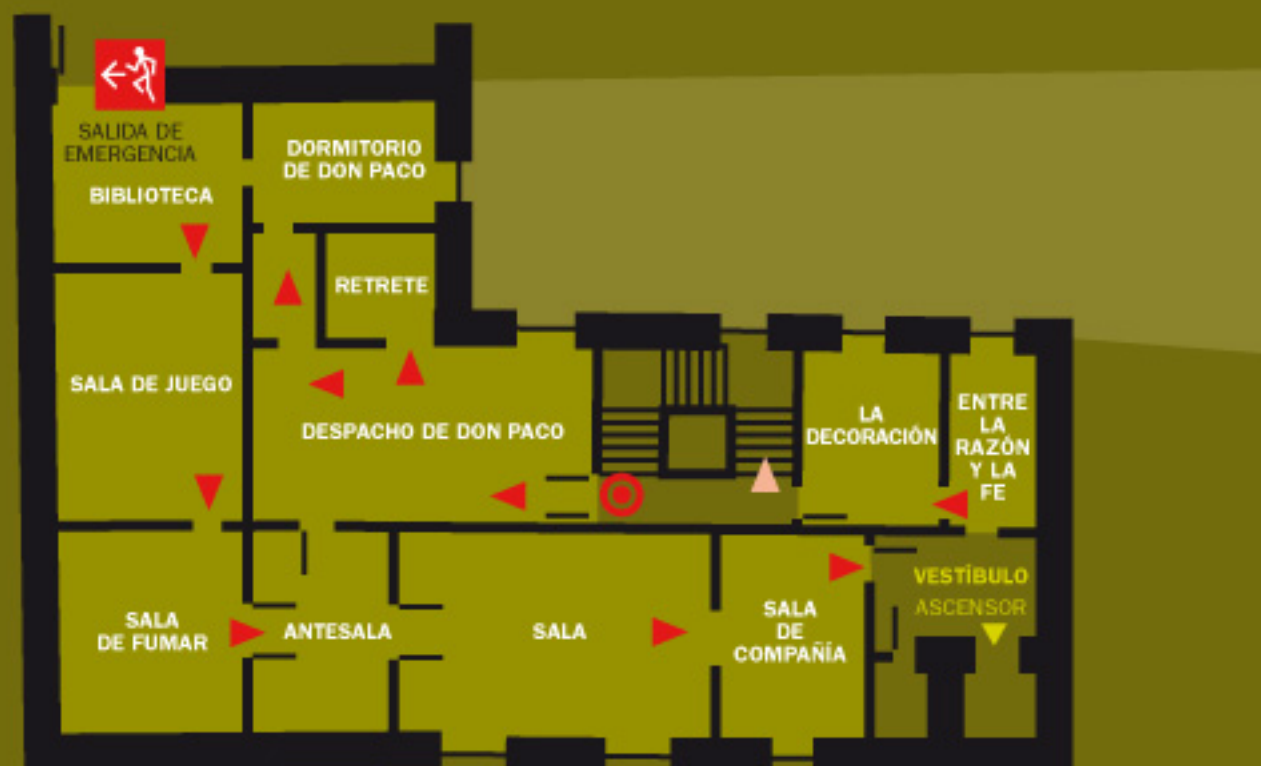 SALIDA DE
EMERGENCIA
BIBLIOTECA
DORMITORIO
DE DON PACO
RETRETE
SALA DE JUEGO
DESPACHO DE DON PACO
LA
DECORACIÓN
ENTRE
LA
RAZÓN
Y LA
FE
VESTÍBULO
ASCENSOR
SALA
DE FUMAR
ANTESALA
SALA
SALA
DE
COMPAÑÍA